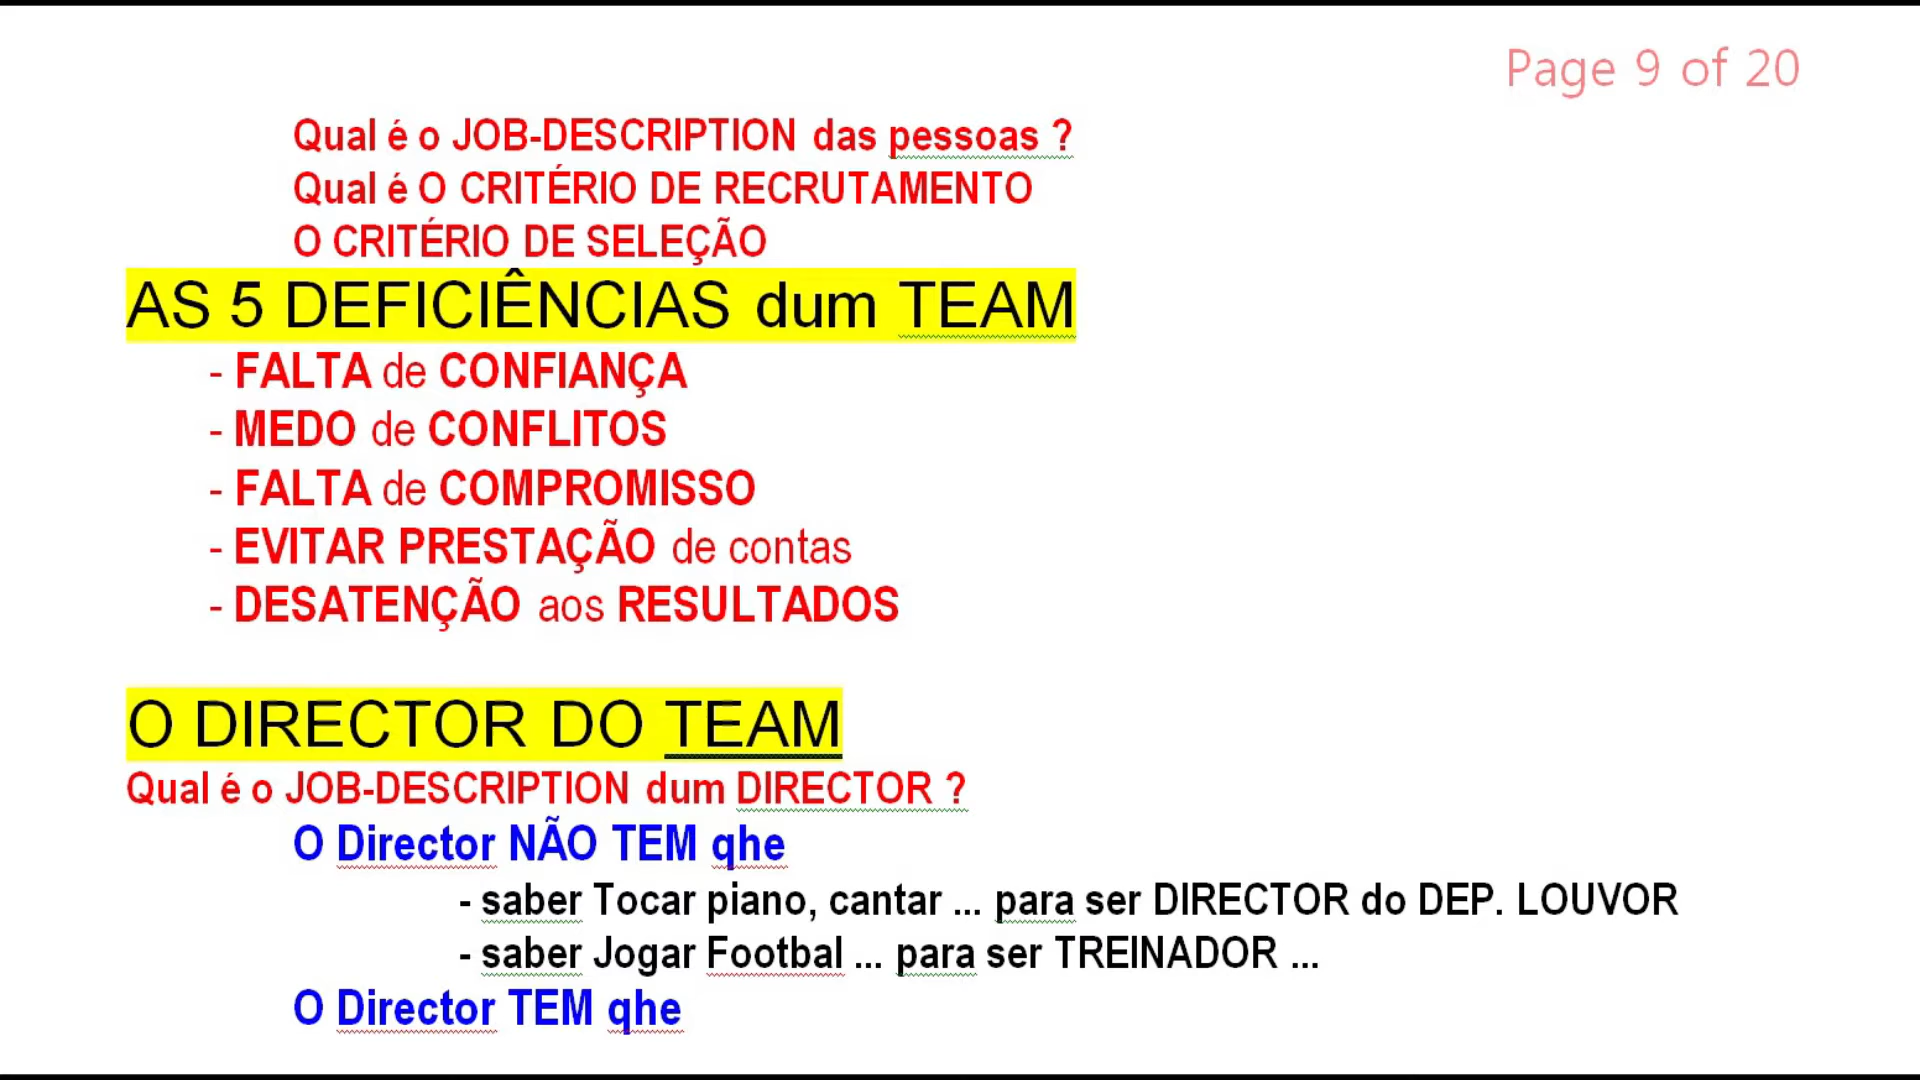 Page 9 of 20
Qual é o JOB-DESCRIPTION das pessoas ?
Qual é O CRITÉRIO DE RECRUTAMENTO
O CRITÉRIO DE SELEÇÃO
AS 5 DEFICIÊNCIAS dum TEAM
- FALTA de CONFIANÇA
- MEDO de CONFLITOS
- FALTA de COMPROMISSO
- EVITAR PRESTAÇÃO de contas
- DESATENÇÃO aos RESULTADOS
O DIRECTOR DO TEAM
Qual é o JOB-DESCRIPTION dum DIRECTOR ?
O Director NÃO TEM qhe
- saber Tocar piano, cantar ... para ser DIRECTOR do DEP. LOUVOR
- saber Jogar Footbal ... para ser TREINADOR ...
O Director TEM qhe